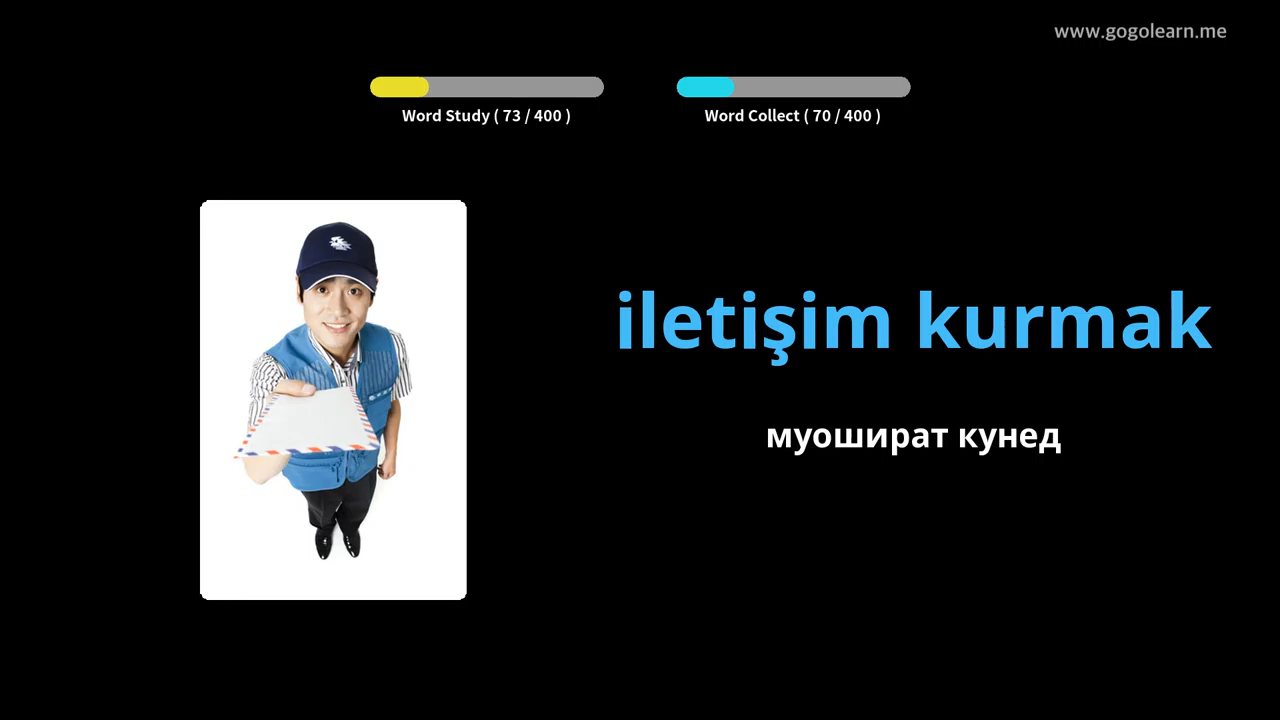 www.gogolearn.me
Word Study ( 73 / 400 )
Word Collect ( 70 / 400 )
iletişim kurmak
муошират кунед